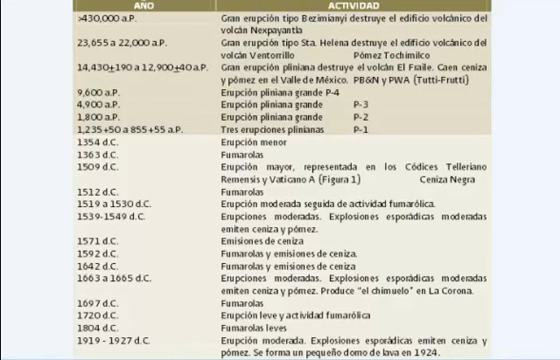 AÑO ACTIVIDAD
>430,000 a.P. Gran erupción tipo Bezimianyi destruye el edificio volcánico del
volcán Nexpayantla
23,655 a 22,000 a.P. Gran erupción tipo Sta. Helena destruye el edificio volcánico del
volcán Ventorrillo Pómez Tochimilco
14,430±190 a 12,900±40 a.P. Gran erupción pliniana destruye el volcán El Fraile. Caen ceniza
y pómez en el Valle de México. PB&N y PWA (Tutti-Frutti)
9,600 a.P. Erupción pliniana grande P-4
4,900 a.P. Erupción pliniana grande P-3
1,800 a.P. Erupción pliniana grande P-2
1,235+50 a 855+55 a.P. Tres erupciones plinianas P-1
1354 d.C. Erupción menor
1363 d.C. Fumarolas
1509 d.C. Erupción mayor, representada en los Códices Telleriano
Remensis y Vaticano A (Figura 1) Ceniza Negra
1512 d.C. Fumarolas
1519 a 1530 d.C. Erupción moderada seguida de actividad fumarólica.
1539-1549 d.C. Erupciones moderadas. Explosiones esporádicas moderadas
emiten ceniza y pómez.
1571 d.C. Emisiones de ceniza
1592 d.C. Fumarolas y emisiones de ceniza.
1642 d.C. Fumarolas y emisiones de ceniza
1663 a 1665 d.C. Erupciones moderadas. Explosiones esporádicas moderadas
emiten ceniza y pómez. Produce "el chimuelo" en La Corona.
1697 d.C. Fumarolas
1720 d.C. Erupción leve y actividad fumarólica
1804 d.C. Fumarolas leves
1919 - 1927 d.C. Erupción moderada. Explosiones esporádicas emiten ceniza y
pómez. Se forma un pequeño domo de lava en 1924.